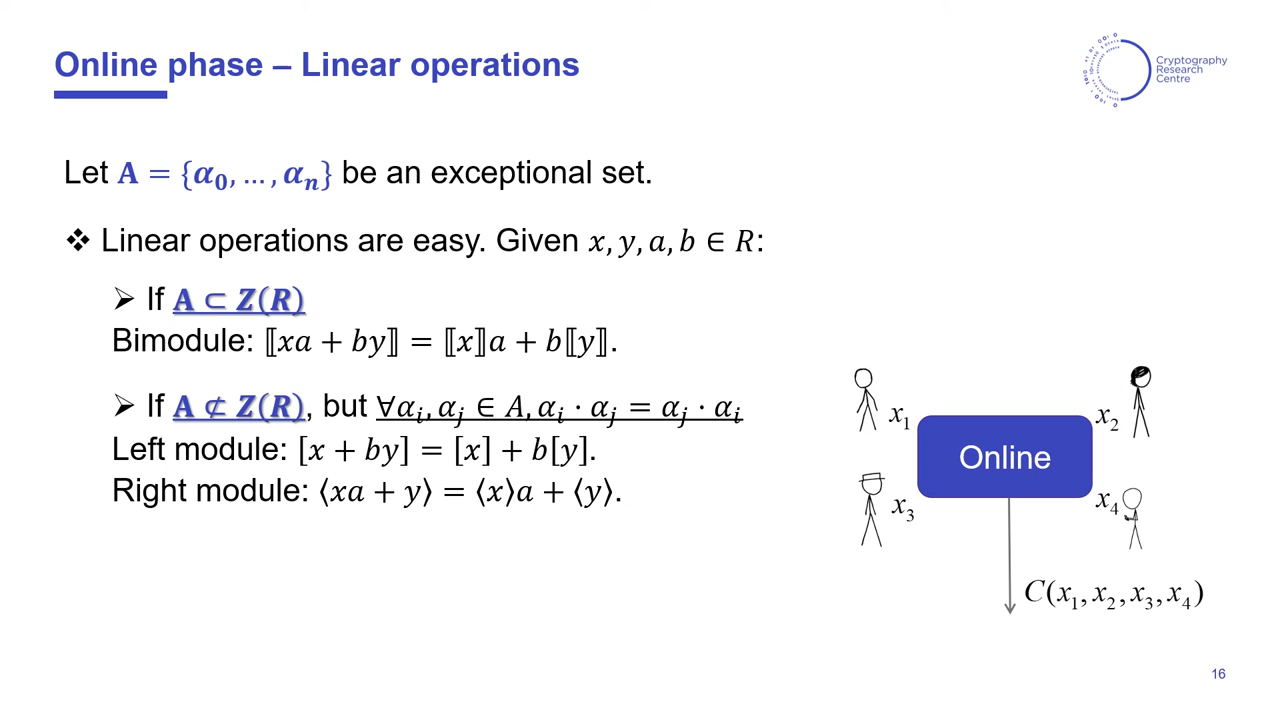 Online phase – Linear operations
Cryptography
Research
Centre
Let A = {α₀, …, αₙ} be an exceptional set.
❖ Linear operations are easy. Given x, y, a, b ∈ R:
➢ If A ⊂ Z(R)
Bimodule: ⟦xa + by⟧ = ⟦x⟧a + b⟦y⟧.
➢ If A ⊄ Z(R), but ∀αᵢ, αⱼ ∈ A, αᵢ · αⱼ = αⱼ · αᵢ
Left module: [x + by] = [x] + b[y].
Right module: ⟨xa + y⟩ = ⟨x⟩a + ⟨y⟩.
x₁
x₂
Online
x₃
x₄
C(x₁, x₂, x₃, x₄)
16